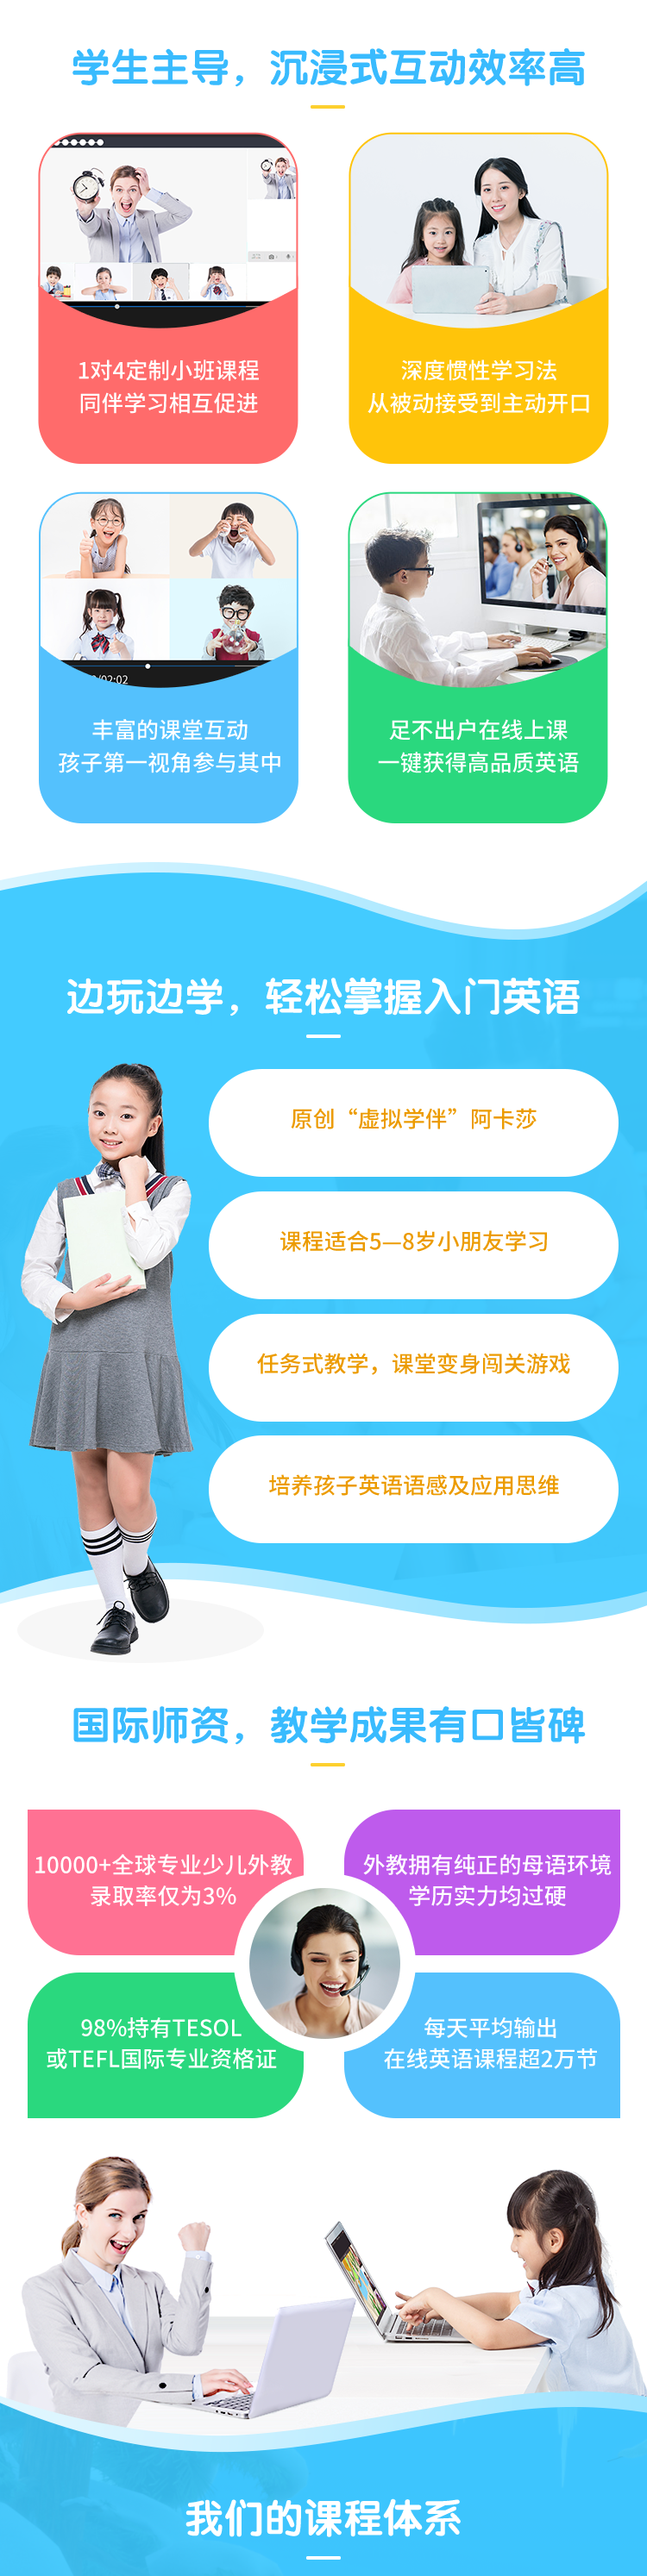 学生主导，沉浸式互动效率高
1对4定制小班课程
同伴学习相互促进
深度惯性学习法
从被动接受到主动开口
/02:02
丰富的课堂互动
孩子第一视角参与其中
足不出户在线上课
一键获得高品质英语
边玩边学，轻松掌握入门英语
原创“虚拟学伴”阿卡莎
课程适合5—8岁小朋友学习
任务式教学，课堂变身闯关游戏
培养孩子英语语感及应用思维
国际师资，教学成果有口皆碑
10000+全球专业少儿外教
录取率仅为3%
外教拥有纯正的母语环境
学历实力均过硬
98%持有TESOL
或TEFL国际专业资格证
每天平均输出
在线英语课程超2万节
我们的课程体系